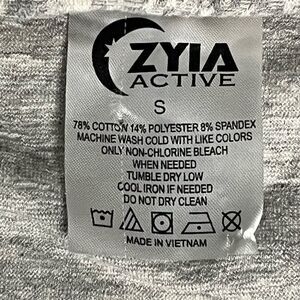 ZYIA
ACTIVE
S
78% COTTON 14% POLYESTER 8% SPANDEX
MACHINE WASH COLD WITH LIKE COLORS
ONLY NON-CHLORINE BLEACH
WHEN NEEDED
TUMBLE DRY LOW
COOL IRON IF NEEDED
DO NOT DRY CLEAN
MADE IN VIETNAM